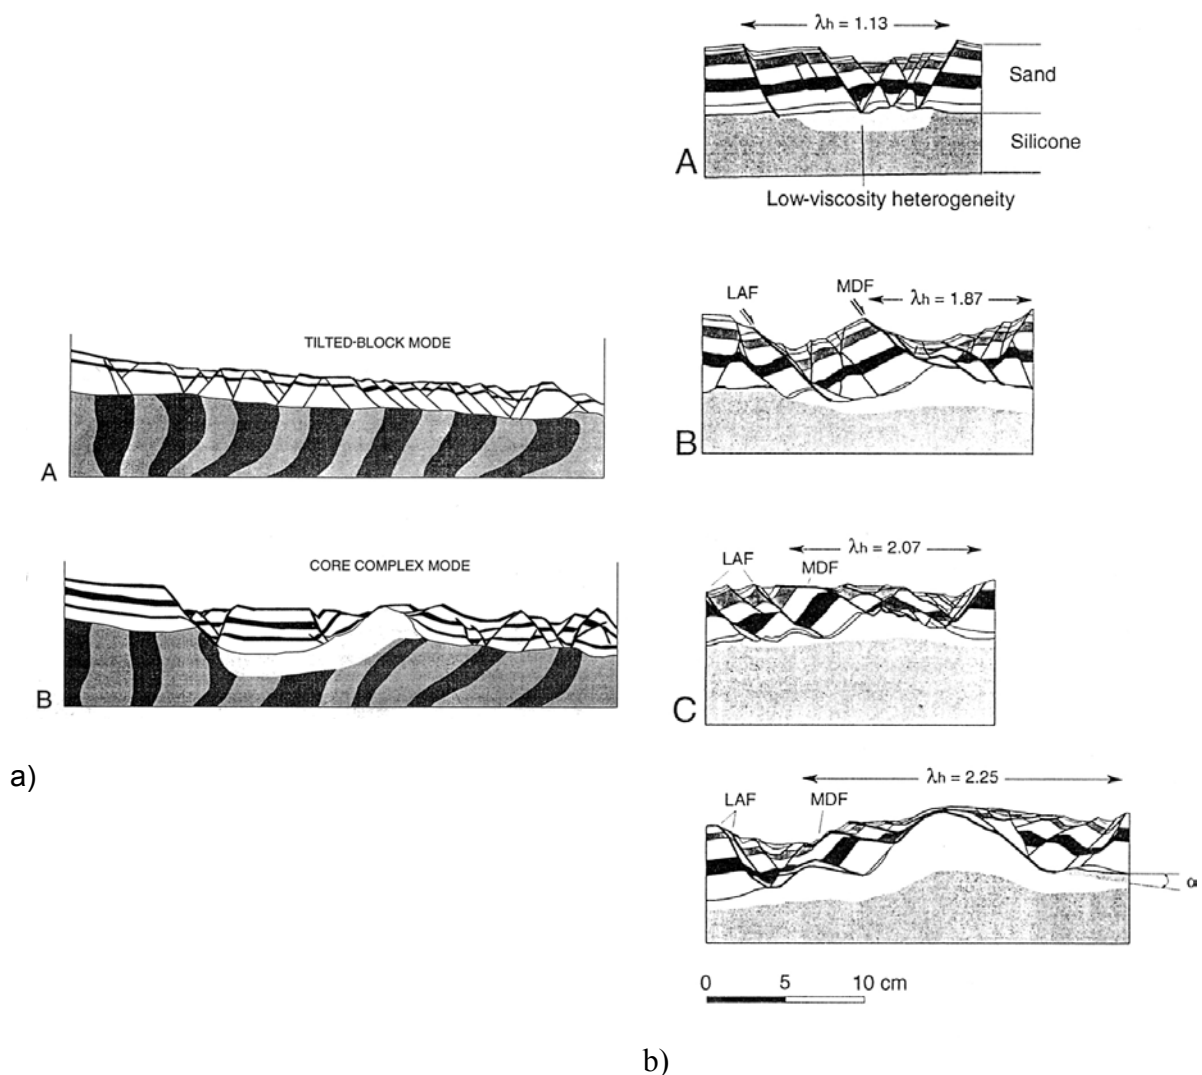 TILTED-BLOCK MODE
A
CORE COMPLEX MODE
B
a)
λh = 1.13
Sand
Silicone
A
Low-viscosity heterogeneity
LAF
MDF
λh = 1.87
B
λh = 2.07
LAF
MDF
C
λh = 2.25
LAF
MDF
α
0 5 10 cm
b)